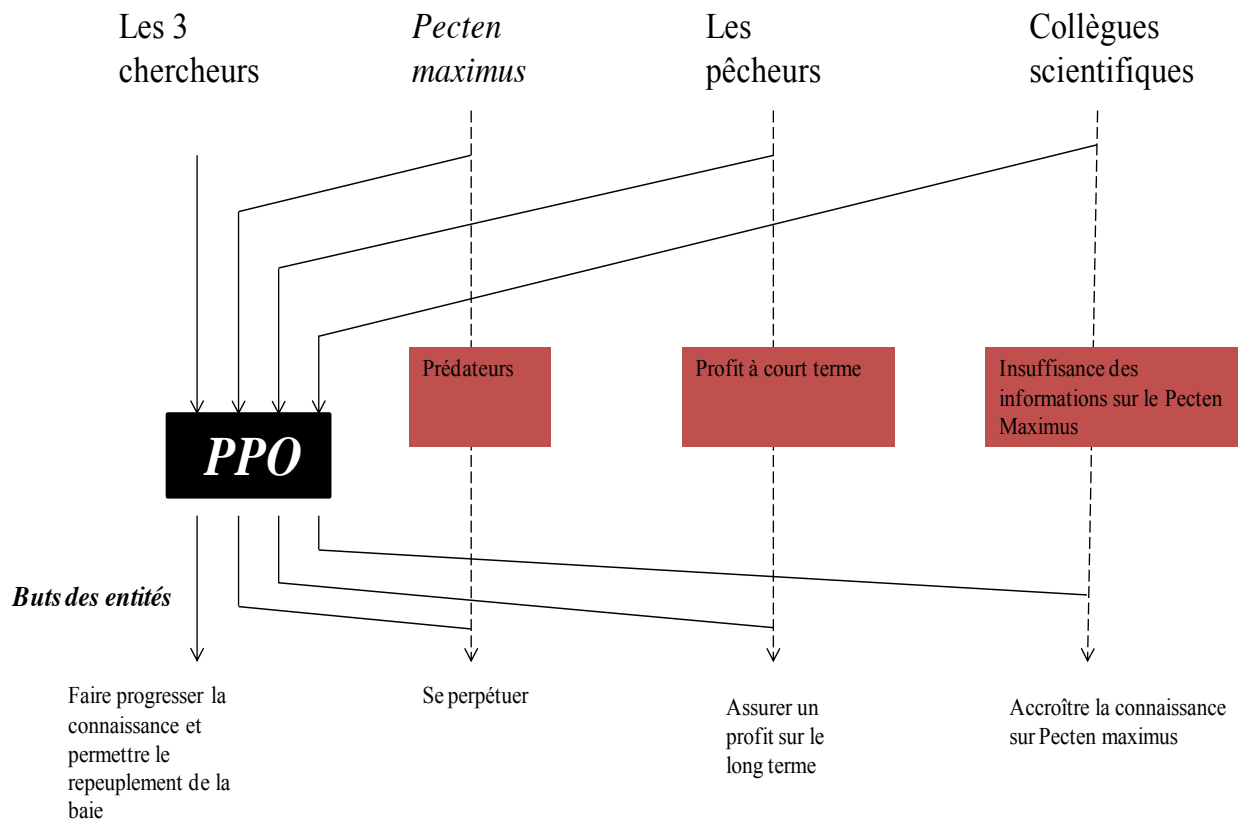 Les 3
chercheurs
Pecten
maximus
Les
pêcheurs
Collègues
scientifiques
Prédateurs
Profit à court terme
Insuffisance des
informations sur le Pecten
Maximus
PPO
Buts des entités
Faire progresser la
connaissance et
permettre le
repeuplement de la
baie
Se perpétuer
Assurer un
profit sur le
long terme
Accroître la connaissance
sur Pecten maximus